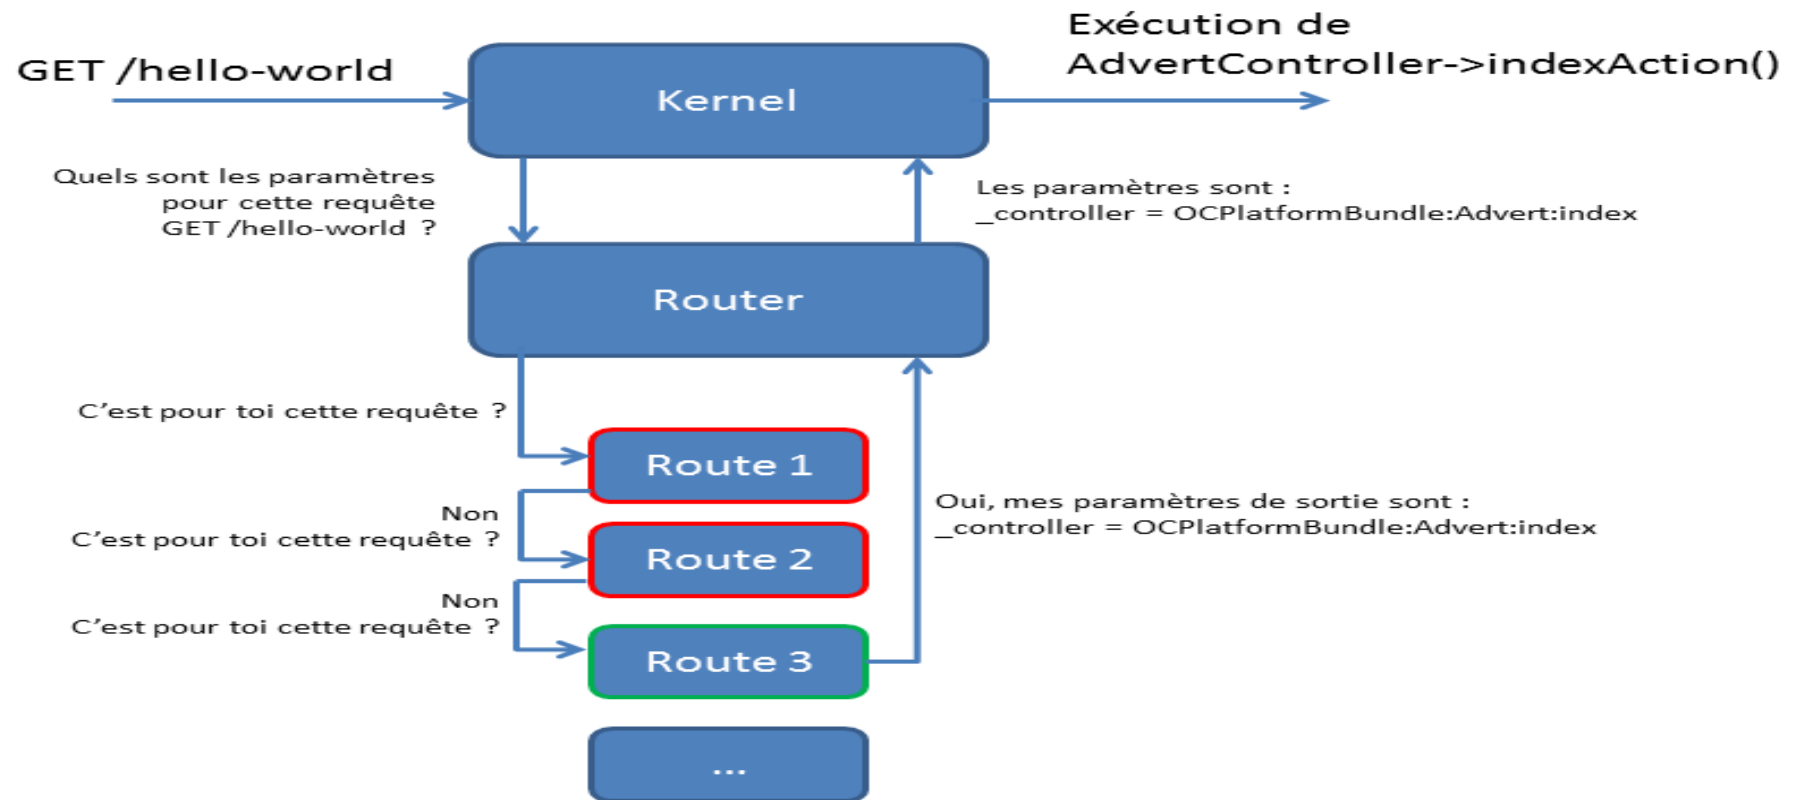 Exécution de
AdvertController->indexAction()
GET /hello-world
Kernel
Quels sont les paramètres
pour cette requête
GET /hello-world ?
Les paramètres sont :
_controller = OCPlatformBundle:Advert:index
Router
C’est pour toi cette requête ?
Route 1
Non
C’est pour toi cette requête ?
Oui, mes paramètres de sortie sont :
_controller = OCPlatformBundle:Advert:index
Route 2
Non
C’est pour toi cette requête ?
Route 3
...